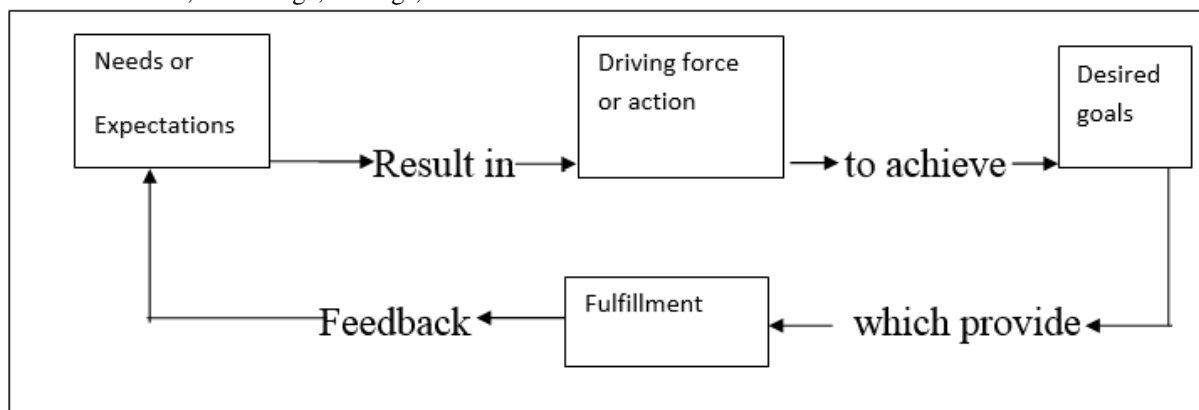 Needs or
Expectations
Result in
Driving force
or action
to achieve
Desired
goals
which provide
Fulfillment
Feedback